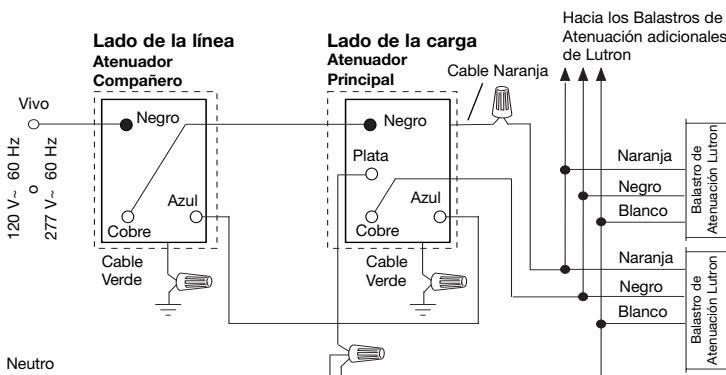 Hacia los Balastros de
Atenuación adicionales
de Lutron
Lado de la línea
Atenuador
Compañero
Lado de la carga
Atenuador
Principal
Cable Naranja
Vivo
120 V~ 60 Hz
o
277 V~ 60 Hz
Negro
Azul
Cobre
Cable
Verde
Negro
Plata
Azul
Cobre
Cable
Verde
Naranja
Negro
Blanco
Balastro de
Atenuación Lutron
Naranja
Negro
Blanco
Balastro de
Atenuación Lutron
Neutro